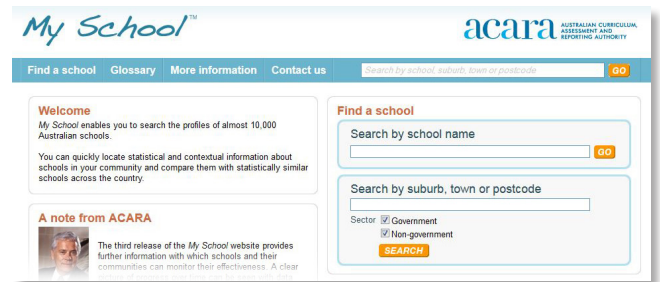 My School™
acara AUSTRALIAN CURRICULUM,
ASSESSMENT AND
REPORTING AUTHORITY
Find a school Glossary More information Contact us Search by school, suburb, town or postcode GO
Welcome
My School enables you to search the profiles of almost 10,000
Australian schools.
You can quickly locate statistical and contextual information about
schools in your community and compare them with statistically similar
schools across the country.
A note from ACARA
The third release of the My School website provides
further information with which schools and their
communities can monitor their effectiveness. A clear
Find a school
Search by school name
GO
Search by suburb, town or postcode
Sector Government
Non-government
SEARCH